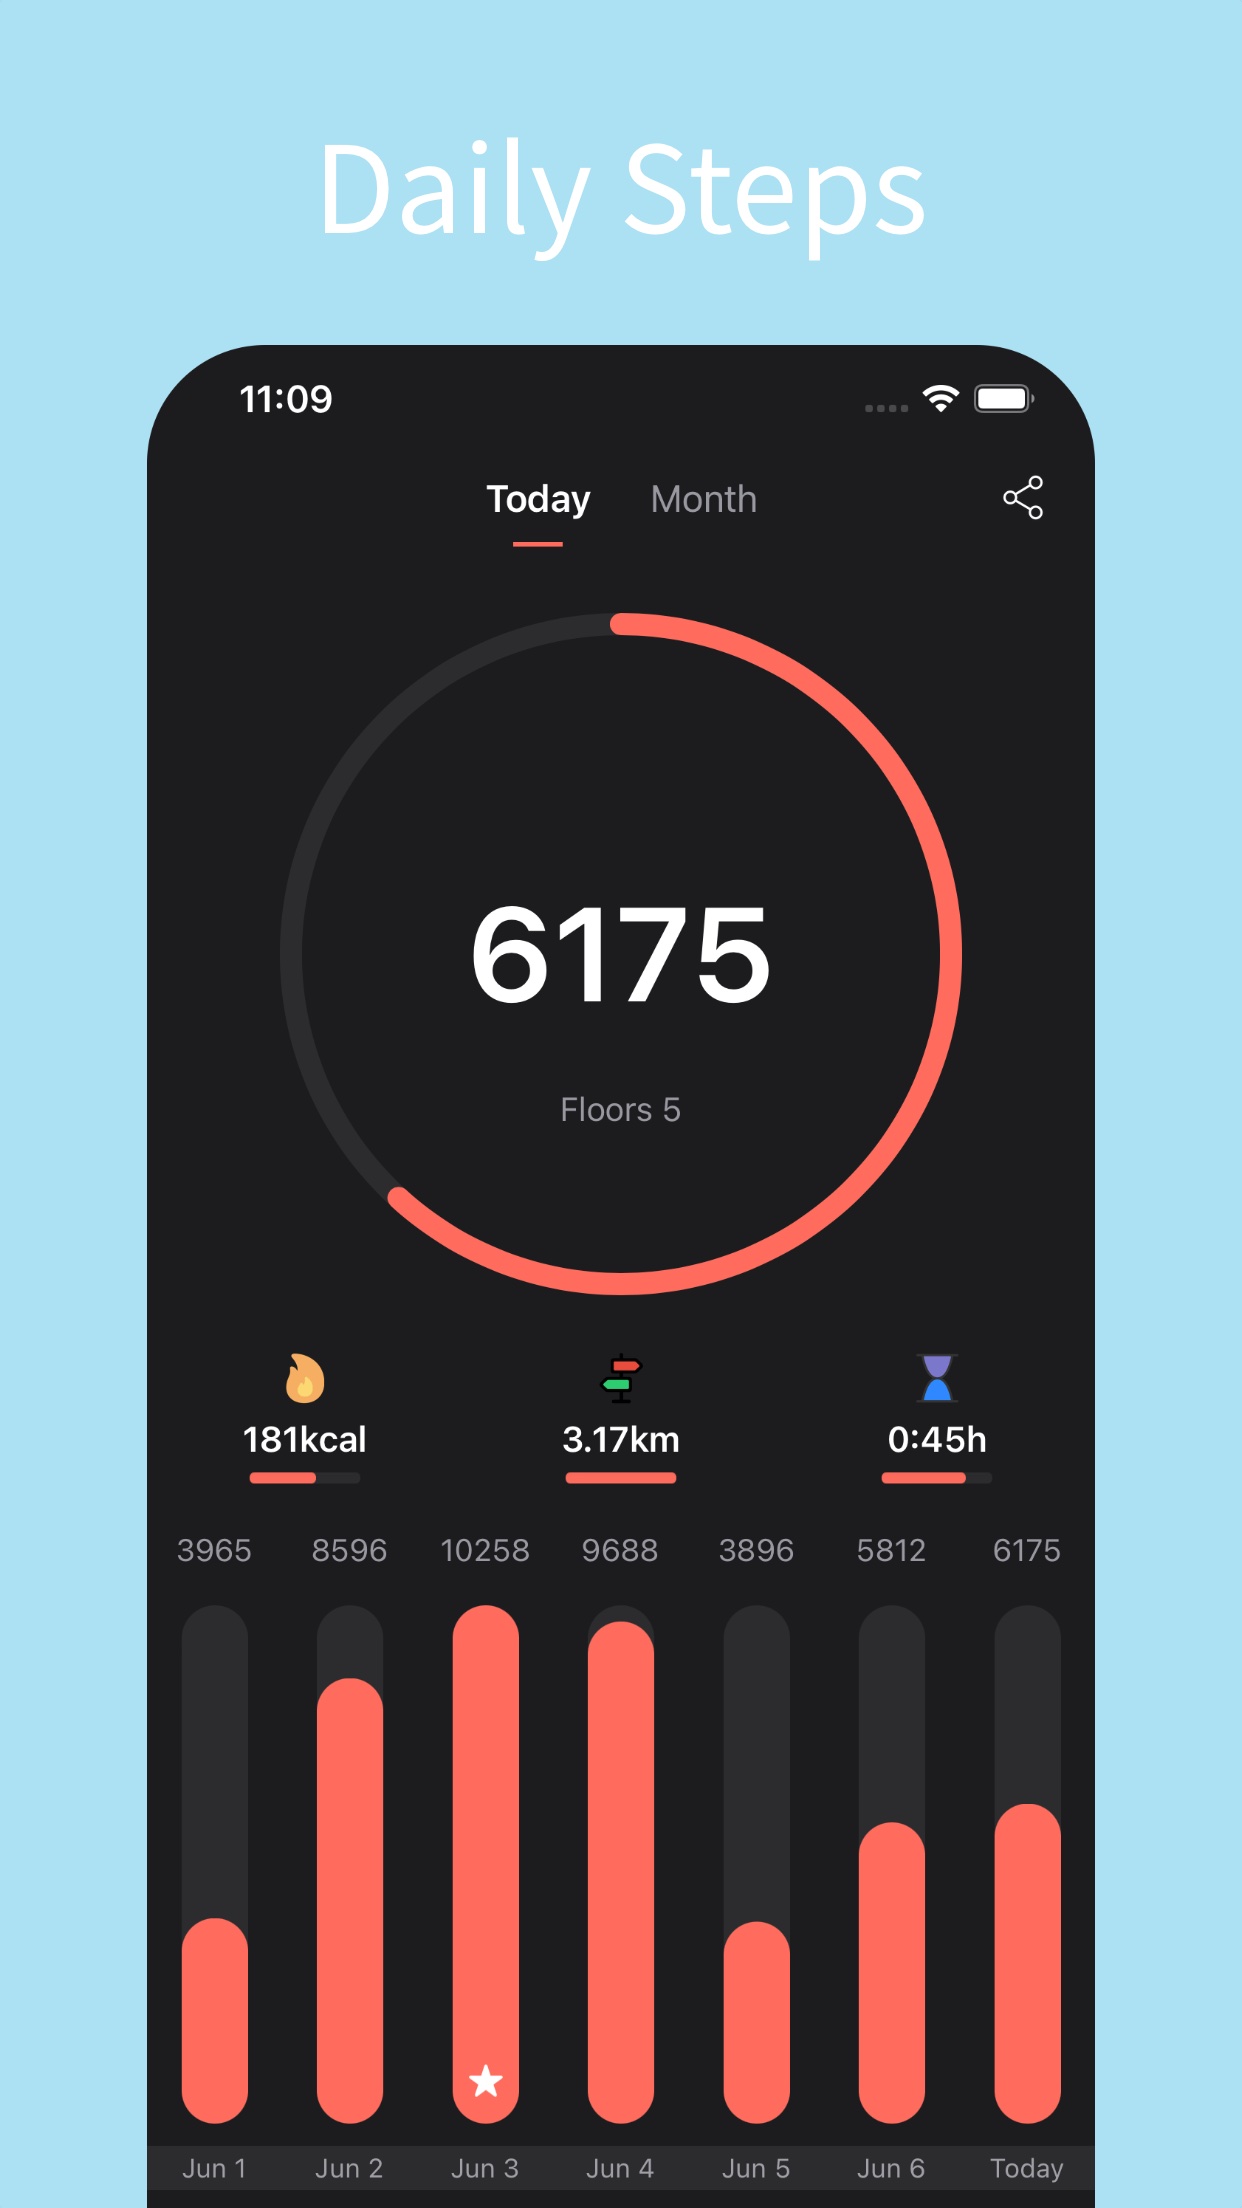 Daily Steps
11:09
Today Month
6175
Floors 5
181kcal 3.17km 0:45h
3965 8596 10258 9688 3896 5812 6175
Jun 1 Jun 2 Jun 3 Jun 4 Jun 5 Jun 6 Today